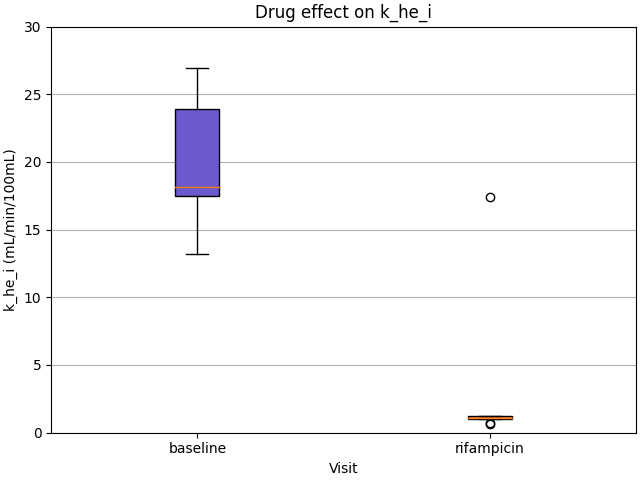 Drug effect on k_he_i
k_he_i (mL/min/100mL)
30
25
20
15
10
5
0
baseline
rifampicin
Visit